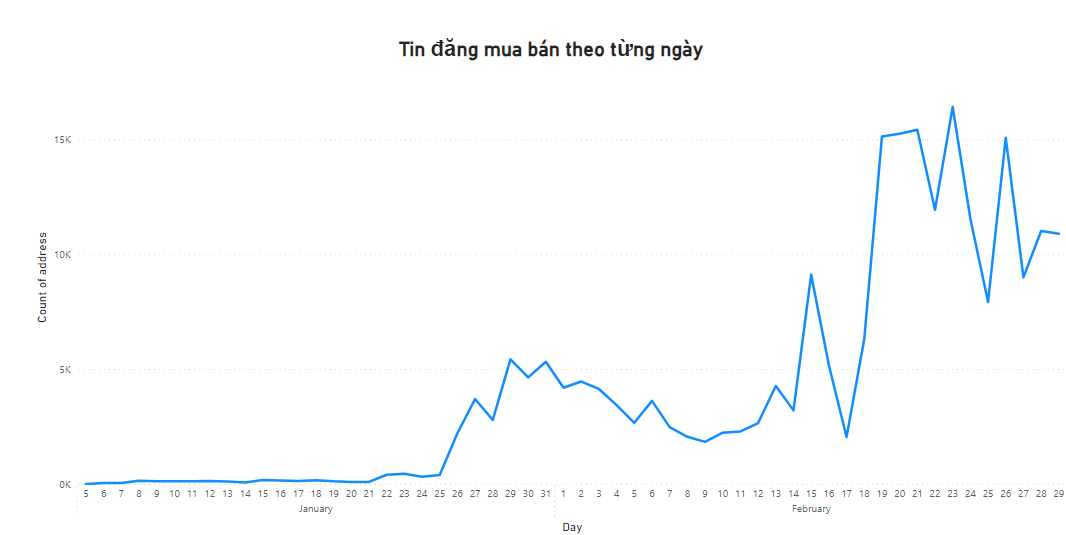 Tin đăng mua bán theo từng ngày
Count of address
15K
10K
5K
0K
5 6 7 8 9 10 11 12 13 14 15 16 17 18 19 20 21 22 23 24 25 26 27 28 29 30 31 1 2 3 4 5 6 7 8 9 10 11 12 13 14 15 16 17 18 19 20 21 22 23 24 25 26 27 28 29
January February
Day